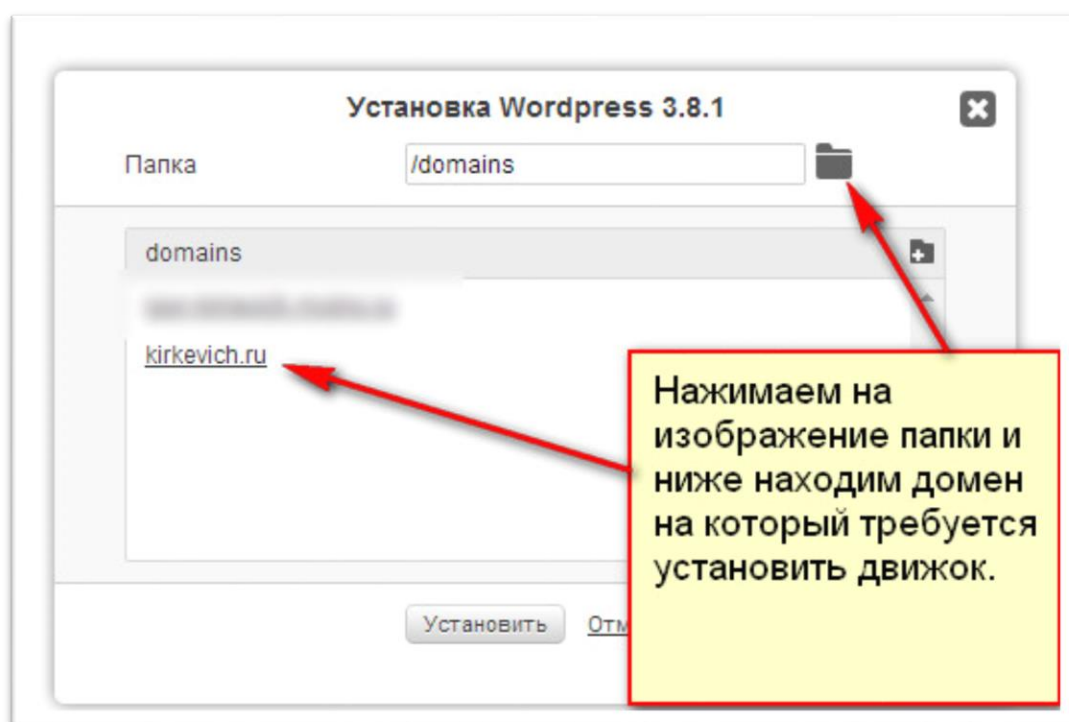 Установка Wordpress 3.8.1
Папка /domains
domains
kirkevich.ru
Нажимаем на
изображение папки и
ниже находим домен
на который требуется
установить движок.
Установить